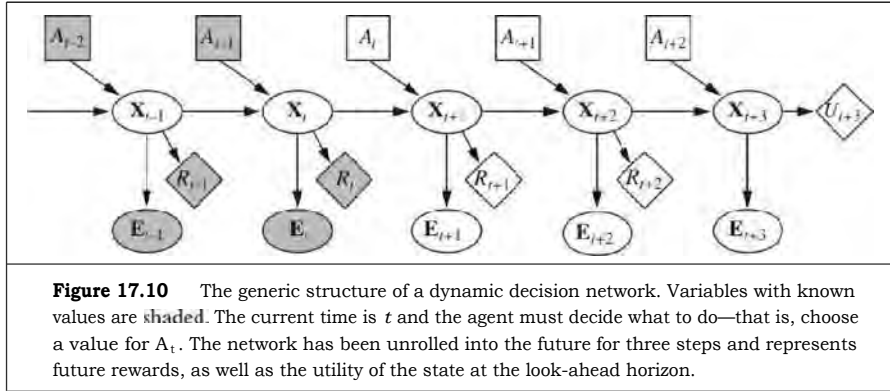 A_{t-2} A_{t-1} A_t A_{t+1} A_{t+2}
X_{t-1} X_t X_{t+1} X_{t+2} X_{t+3} U_{t+3}
R_{t-1} R_t R_{t+1} R_{t+2}
E_{t-1} E_t E_{t+1} E_{t+2} E_{t+3}
Figure 17.10 The generic structure of a dynamic decision network. Variables with known
values are shaded. The current time is t and the agent must decide what to do—that is, choose
a value for A_t. The network has been unrolled into the future for three steps and represents
future rewards, as well as the utility of the state at the look-ahead horizon.